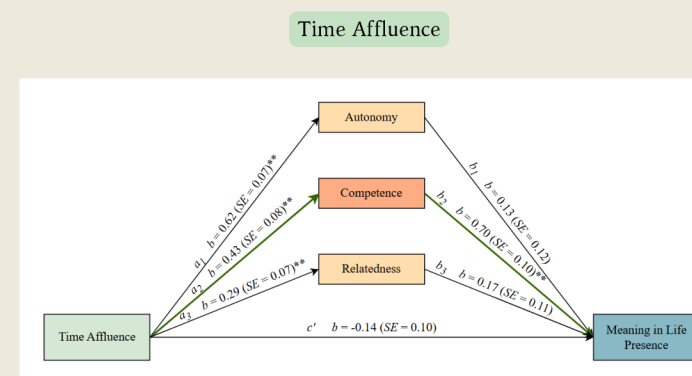 Time Affluence
Autonomy
a1 b = 0.62 (SE = 0.07)**
b1 b = 0.13 (SE = 0.12)
Competence
a2 b = 0.43 (SE = 0.08)**
b2 b = 0.70 (SE = 0.10)**
Relatedness
a3 b = 0.29 (SE = 0.07)**
b3 b = 0.17 (SE = 0.11)
c' b = -0.14 (SE = 0.10)
Time Affluence
Meaning in Life
Presence